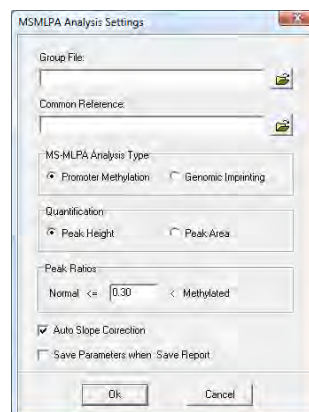 MSMLPA Analysis Settings
Group File:
Common Reference:
MS-MLPA Analysis Type
Promoter Methylation Genomic Imprinting
Quantification
Peak Height Peak Area
Peak Ratios
Normal <= 0.30 < Methylated
Auto Slope Correction
Save Parameters when Save Report
Ok Cancel